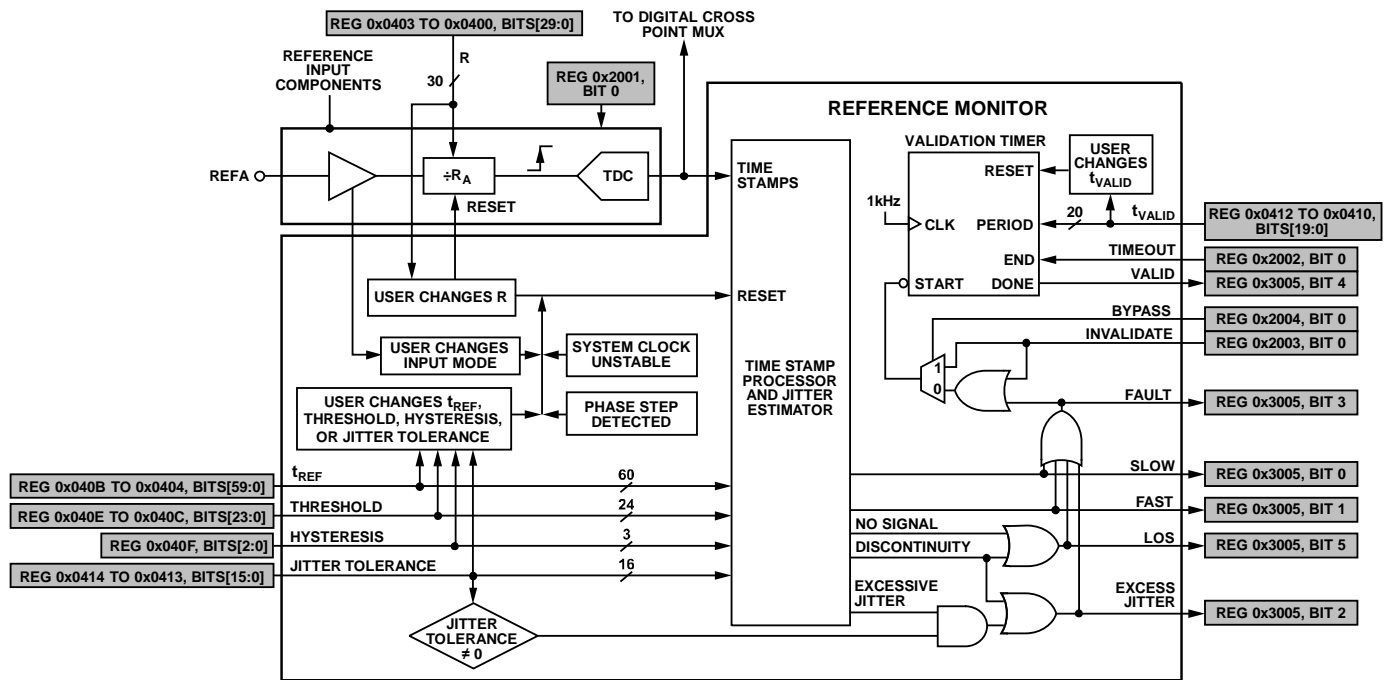 REG 0x0403 TO 0x0400, BITS[29:0]
TO DIGITAL CROSS
POINT MUX
REFERENCE
INPUT
COMPONENTS
R
30
REG 0x2001,
BIT 0
REFERENCE MONITOR
REFA
÷RA
RESET
TDC
TIME
STAMPS
VALIDATION TIMER
RESET
USER
CHANGES
tVALID
1kHz
CLK
PERIOD
20
tVALID
REG 0x0412 TO 0x0410,
BITS[19:0]
END
TIMEOUT
REG 0x2002, BIT 0
START
DONE
VALID
REG 0x3005, BIT 4
USER CHANGES R
RESET
BYPASS
REG 0x2004, BIT 0
INVALIDATE
REG 0x2003, BIT 0
USER CHANGES
INPUT MODE
SYSTEM CLOCK
UNSTABLE
TIME STAMP
PROCESSOR
AND JITTER
ESTIMATOR
1
0
USER CHANGES tREF,
THRESHOLD, HYSTERESIS,
OR JITTER TOLERANCE
PHASE STEP
DETECTED
FAULT
REG 0x3005, BIT 3
REG 0x040B TO 0x0404, BITS[59:0]
tREF
60
SLOW
REG 0x3005, BIT 0
REG 0x040E TO 0x040C, BITS[23:0]
THRESHOLD
24
FAST
REG 0x3005, BIT 1
REG 0x040F, BITS[2:0]
HYSTERESIS
3
NO SIGNAL
DISCONTINUITY
LOS
REG 0x3005, BIT 5
REG 0x0414 TO 0x0413, BITS[15:0]
JITTER TOLERANCE
16
EXCESSIVE
JITTER
EXCESS
JITTER
REG 0x3005, BIT 2
JITTER
TOLERANCE
≠ 0